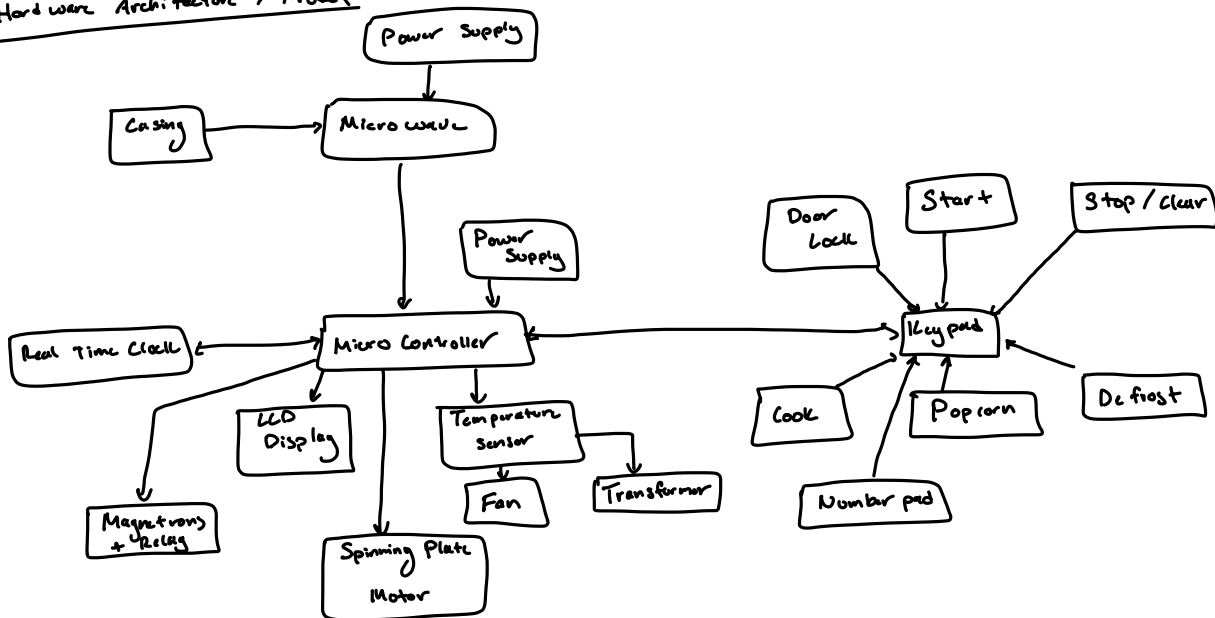 Hardware Architecture /
Power Supply
Casing
Microwave
Door
Lock
Start
Stop/Clear
Power
Supply
Real Time Clock
Micro Controller
Keypad
LCD
Display
Temperature
Sensor
Cook
Popcorn
Defrost
Fan
Transformer
Number pad
Magnetrons
+ Relay
Spinning Plate
Motor